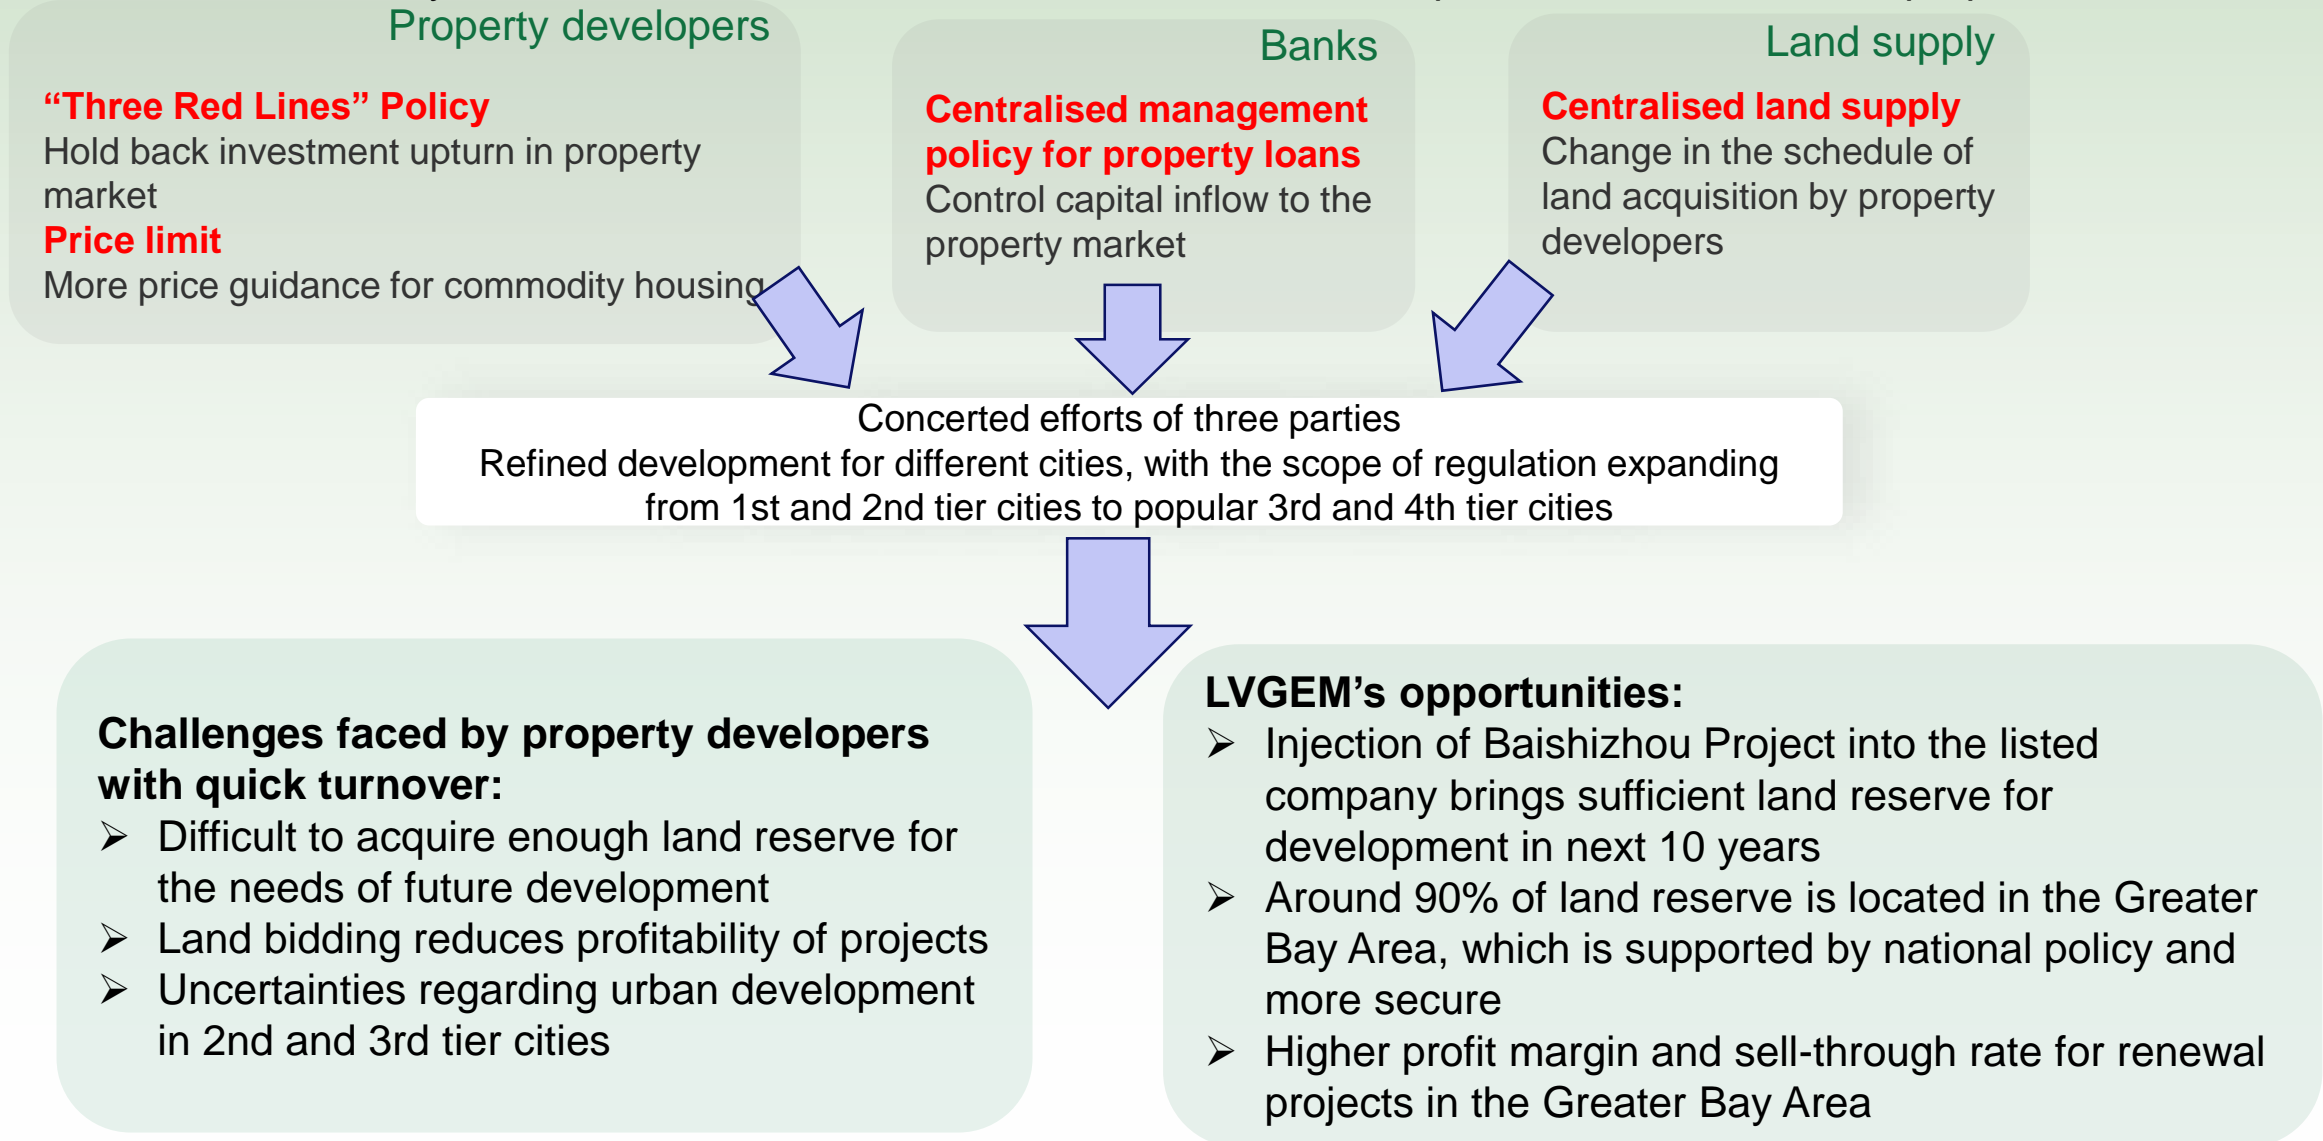 Property developers
“Three Red Lines” Policy
Hold back investment upturn in property
market
Price limit
More price guidance for commodity housing
Banks
Centralised management
policy for property loans
Control capital inflow to the
property market
Land supply
Centralised land supply
Change in the schedule of
land acquisition by property
developers
Concerted efforts of three parties
Refined development for different cities, with the scope of regulation expanding
from 1st and 2nd tier cities to popular 3rd and 4th tier cities
Challenges faced by property developers
with quick turnover:
➢ Difficult to acquire enough land reserve for
the needs of future development
➢ Land bidding reduces profitability of projects
➢ Uncertainties regarding urban development
in 2nd and 3rd tier cities
LVGEM’s opportunities:
➢ Injection of Baishizhou Project into the listed
company brings sufficient land reserve for
development in next 10 years
➢ Around 90% of land reserve is located in the Greater
Bay Area, which is supported by national policy and
more secure
➢ Higher profit margin and sell-through rate for renewal
projects in the Greater Bay Area